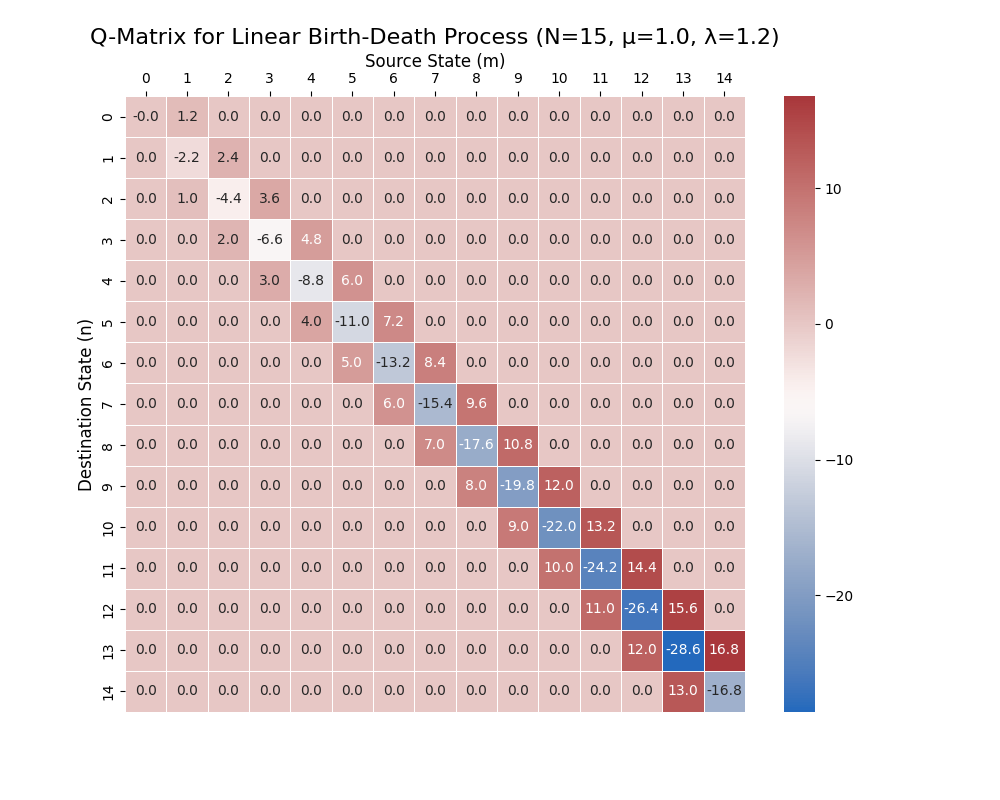 Q-Matrix for Linear Birth-Death Process (N=15, μ=1.0, λ=1.2)
Source State (m)
0 1 2 3 4 5 6 7 8 9 10 11 12 13 14
0 -0.0 1.2 0.0 0.0 0.0 0.0 0.0 0.0 0.0 0.0 0.0 0.0 0.0 0.0 0.0
1 0.0 -2.2 2.4 0.0 0.0 0.0 0.0 0.0 0.0 0.0 0.0 0.0 0.0 0.0 0.0
2 0.0 1.0 -4.4 3.6 0.0 0.0 0.0 0.0 0.0 0.0 0.0 0.0 0.0 0.0 0.0
3 0.0 0.0 2.0 -6.6 4.8 0.0 0.0 0.0 0.0 0.0 0.0 0.0 0.0 0.0 0.0
4 0.0 0.0 0.0 3.0 -8.8 6.0 0.0 0.0 0.0 0.0 0.0 0.0 0.0 0.0 0.0
5 0.0 0.0 0.0 0.0 4.0 -11.0 7.2 0.0 0.0 0.0 0.0 0.0 0.0 0.0 0.0
6 0.0 0.0 0.0 0.0 0.0 5.0 -13.2 8.4 0.0 0.0 0.0 0.0 0.0 0.0 0.0
7 0.0 0.0 0.0 0.0 0.0 0.0 6.0 -15.4 9.6 0.0 0.0 0.0 0.0 0.0 0.0
8 0.0 0.0 0.0 0.0 0.0 0.0 0.0 7.0 -17.6 10.8 0.0 0.0 0.0 0.0 0.0
9 0.0 0.0 0.0 0.0 0.0 0.0 0.0 0.0 8.0 -19.8 12.0 0.0 0.0 0.0 0.0
10 0.0 0.0 0.0 0.0 0.0 0.0 0.0 0.0 0.0 9.0 -22.0 13.2 0.0 0.0 0.0
11 0.0 0.0 0.0 0.0 0.0 0.0 0.0 0.0 0.0 0.0 10.0 -24.2 14.4 0.0 0.0
12 0.0 0.0 0.0 0.0 0.0 0.0 0.0 0.0 0.0 0.0 0.0 11.0 -26.4 15.6 0.0
13 0.0 0.0 0.0 0.0 0.0 0.0 0.0 0.0 0.0 0.0 0.0 0.0 12.0 -28.6 16.8
14 0.0 0.0 0.0 0.0 0.0 0.0 0.0 0.0 0.0 0.0 0.0 0.0 0.0 13.0 -16.8
Destination State (n)
10
0
−10
−20